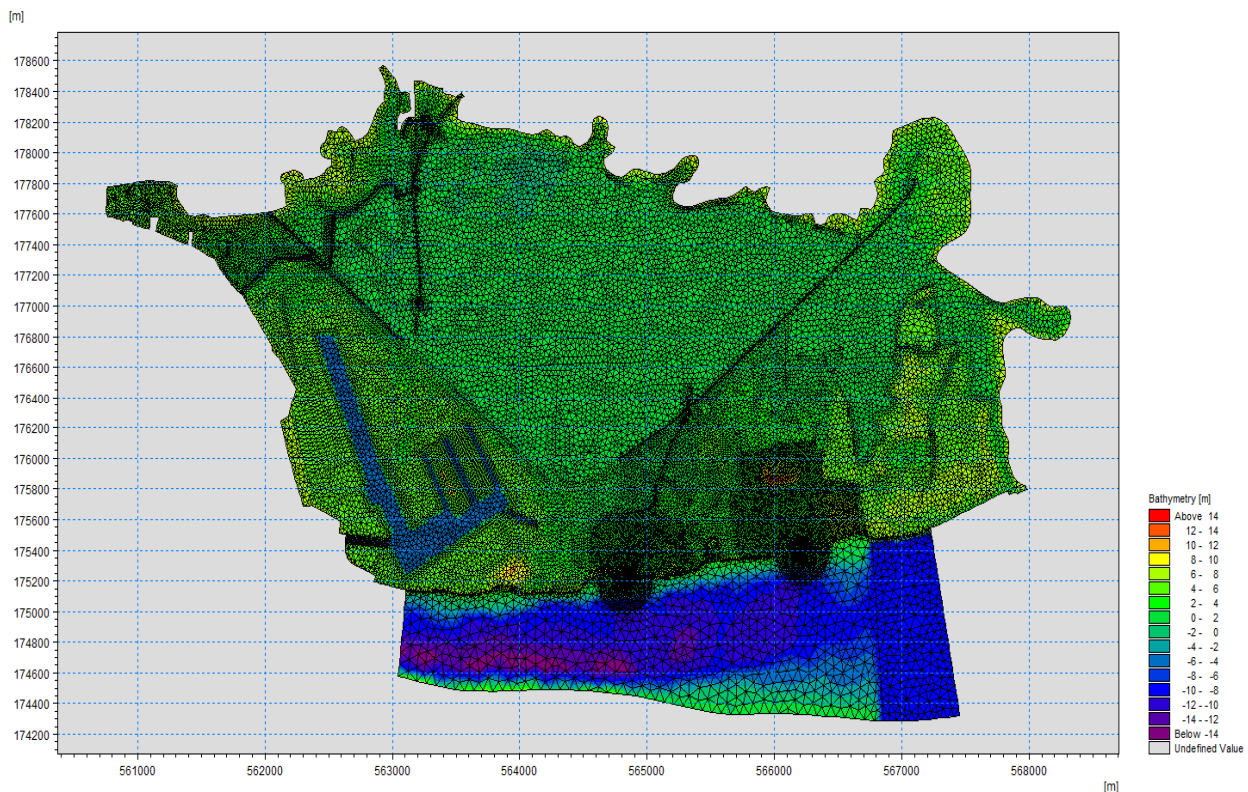 [m]
178600
178400
178200
178000
177800
177600
177400
177200
177000
176800
176600
176400
176200
176000
175800
175600
175400
175200
175000
174800
174600
174400
174200
561000 562000 563000 564000 565000 566000 567000 568000
[m]
Bathymetry [m]
Above 14
12 - 14
10 - 12
8 - 10
6 - 8
4 - 6
2 - 4
0 - 2
-2 - 0
-4 - -2
-6 - -4
-8 - -6
-10 - -8
-12 - -10
-14 - -12
Below -14
Undefined Value